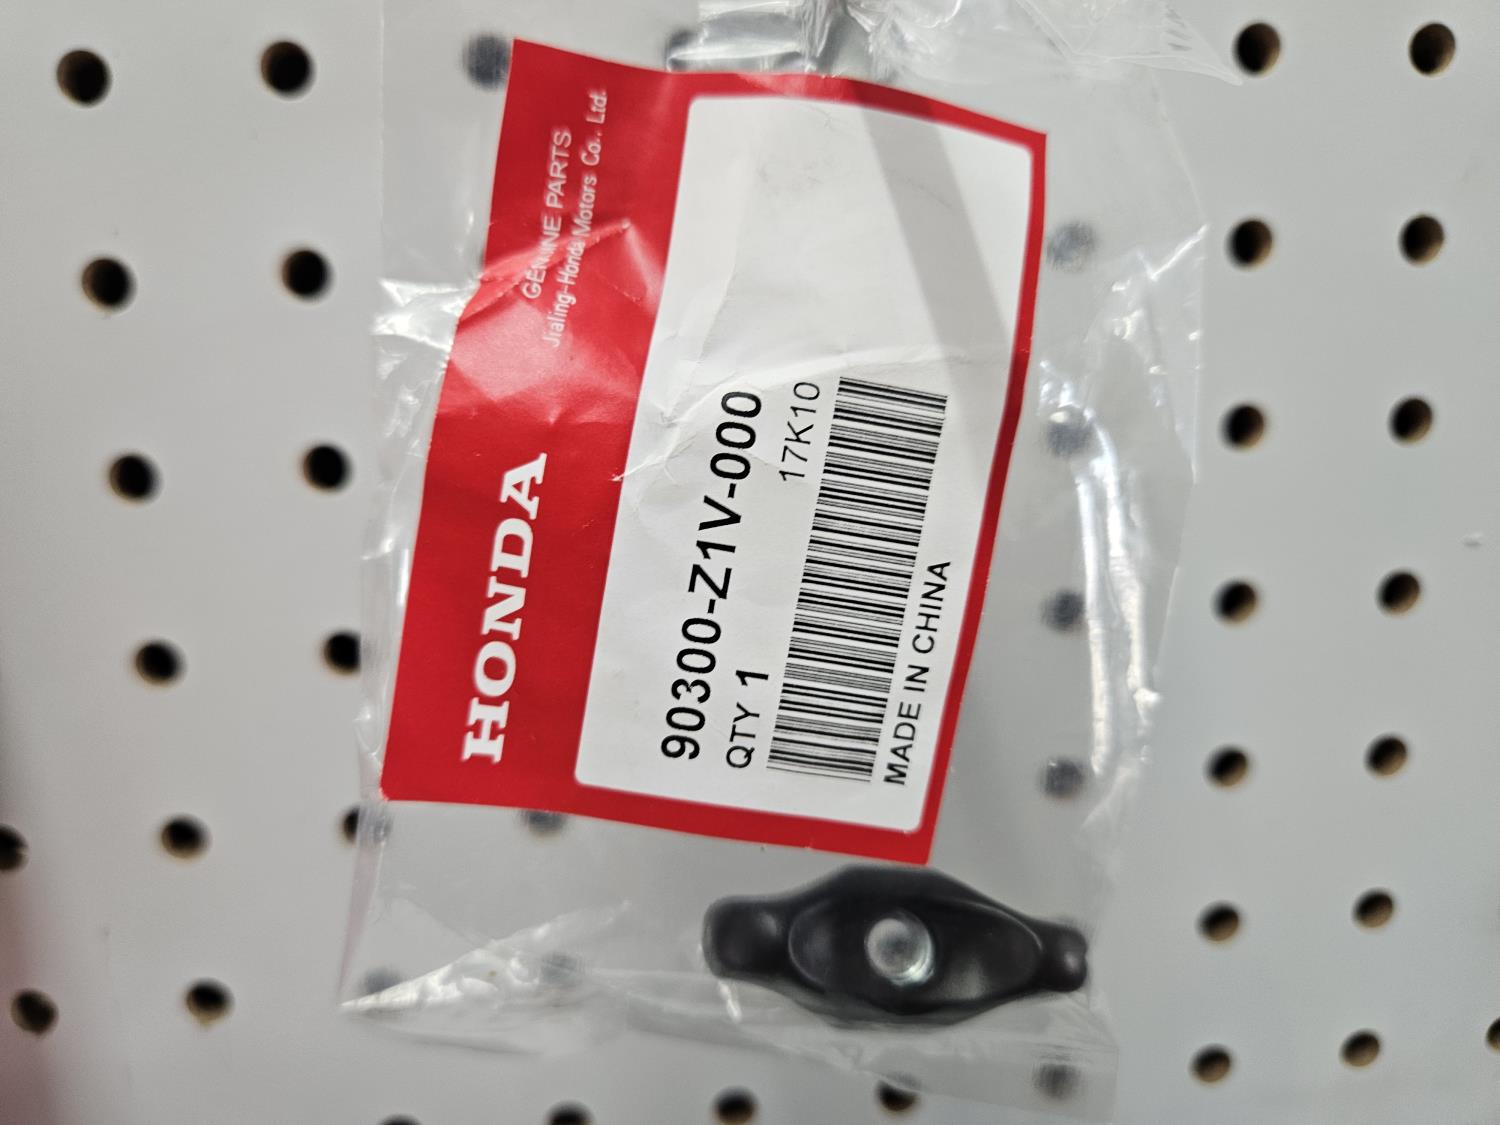 HONDA
GENUINE PARTS
Jialing-Honda Motors Co., Ltd.
90300-Z1V-000
QTY 1
17K10
MADE IN CHINA